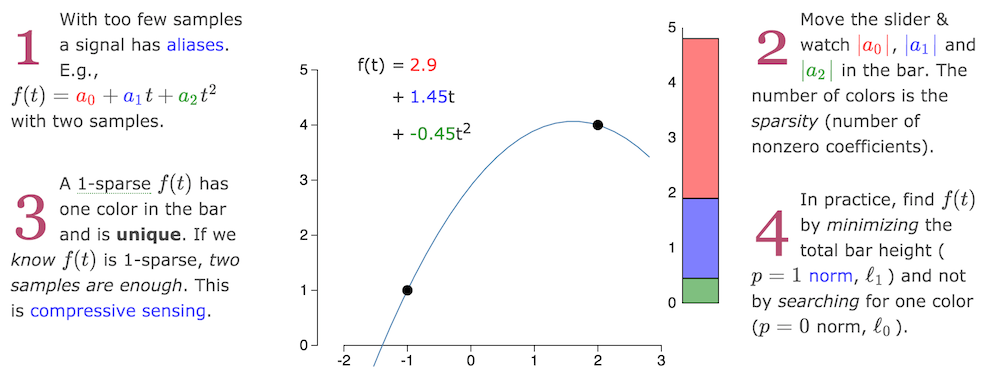 1
With too few samples
a signal has aliases.
E.g.,
f(t) = a₀ + a₁t + a₂t²
with two samples.
3
A 1-sparse f(t) has
one color in the bar
and is unique. If we
know f(t) is 1-sparse, two
samples are enough. This
is compressive sensing.
f(t) = 2.9
+ 1.45t
+ -0.45t²
5
4
3
2
1
0
-2 -1 0 1 2 3
5
4
3
2
1
0
2
Move the slider &
watch |a₀|, |a₁| and
|a₂| in the bar. The
number of colors is the
sparsity (number of
nonzero coefficients).
4
In practice, find f(t)
by minimizing the
total bar height (
p = 1 norm, ℓ₁ ) and not
by searching for one color
(p = 0 norm, ℓ₀ ).